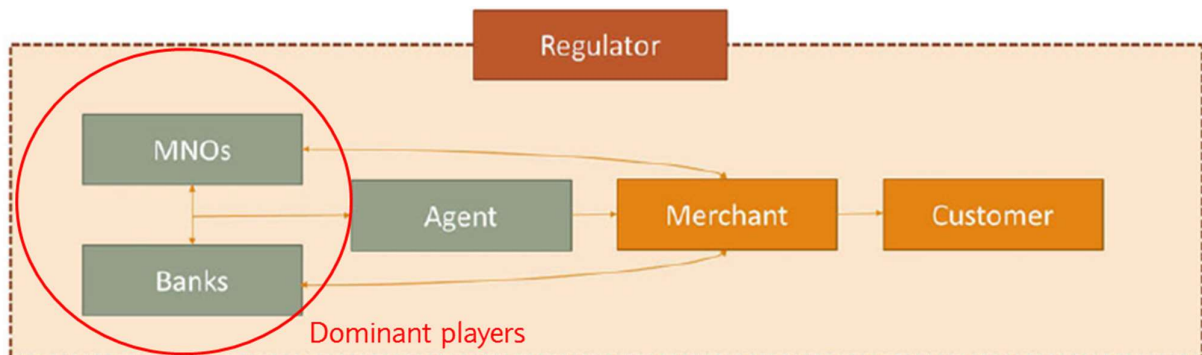 Regulator
MNOs
Agent
Merchant
Customer
Banks
Dominant players